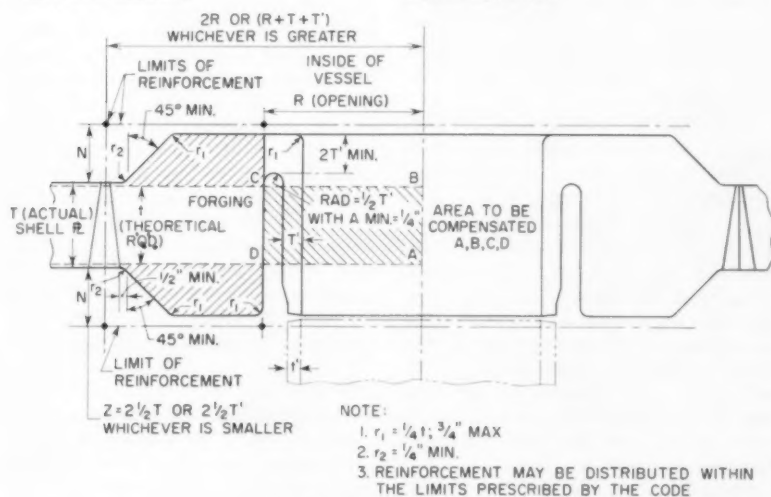 2R OR (R+T+T')
WHICHEVER IS GREATER
LIMITS OF
REINFORCEMENT
INSIDE OF
VESSEL
45° MIN.
R (OPENING)
N
r₂
r₁
r₁
2T' MIN.
C
B
T (ACTUAL)
SHELL ℞
FORGING
(THEORETICAL
RAD = ½ T'
WITH A MIN. = ¼"
AREA TO BE
COMPENSATED
A,B,C,D
T'
D
A
N
r₂
½" MIN.
r₁
r₁
45° MIN.
LIMIT OF
REINFORCEMENT
t'
Z = 2½ T OR 2½ T'
WHICHEVER IS SMALLER
NOTE:
1. r₁ = ¼ t; ¾" MAX
2. r₂ = ¼" MIN.
3. REINFORCEMENT MAY BE DISTRIBUTED WITHIN
THE LIMITS PRESCRIBED BY THE CODE